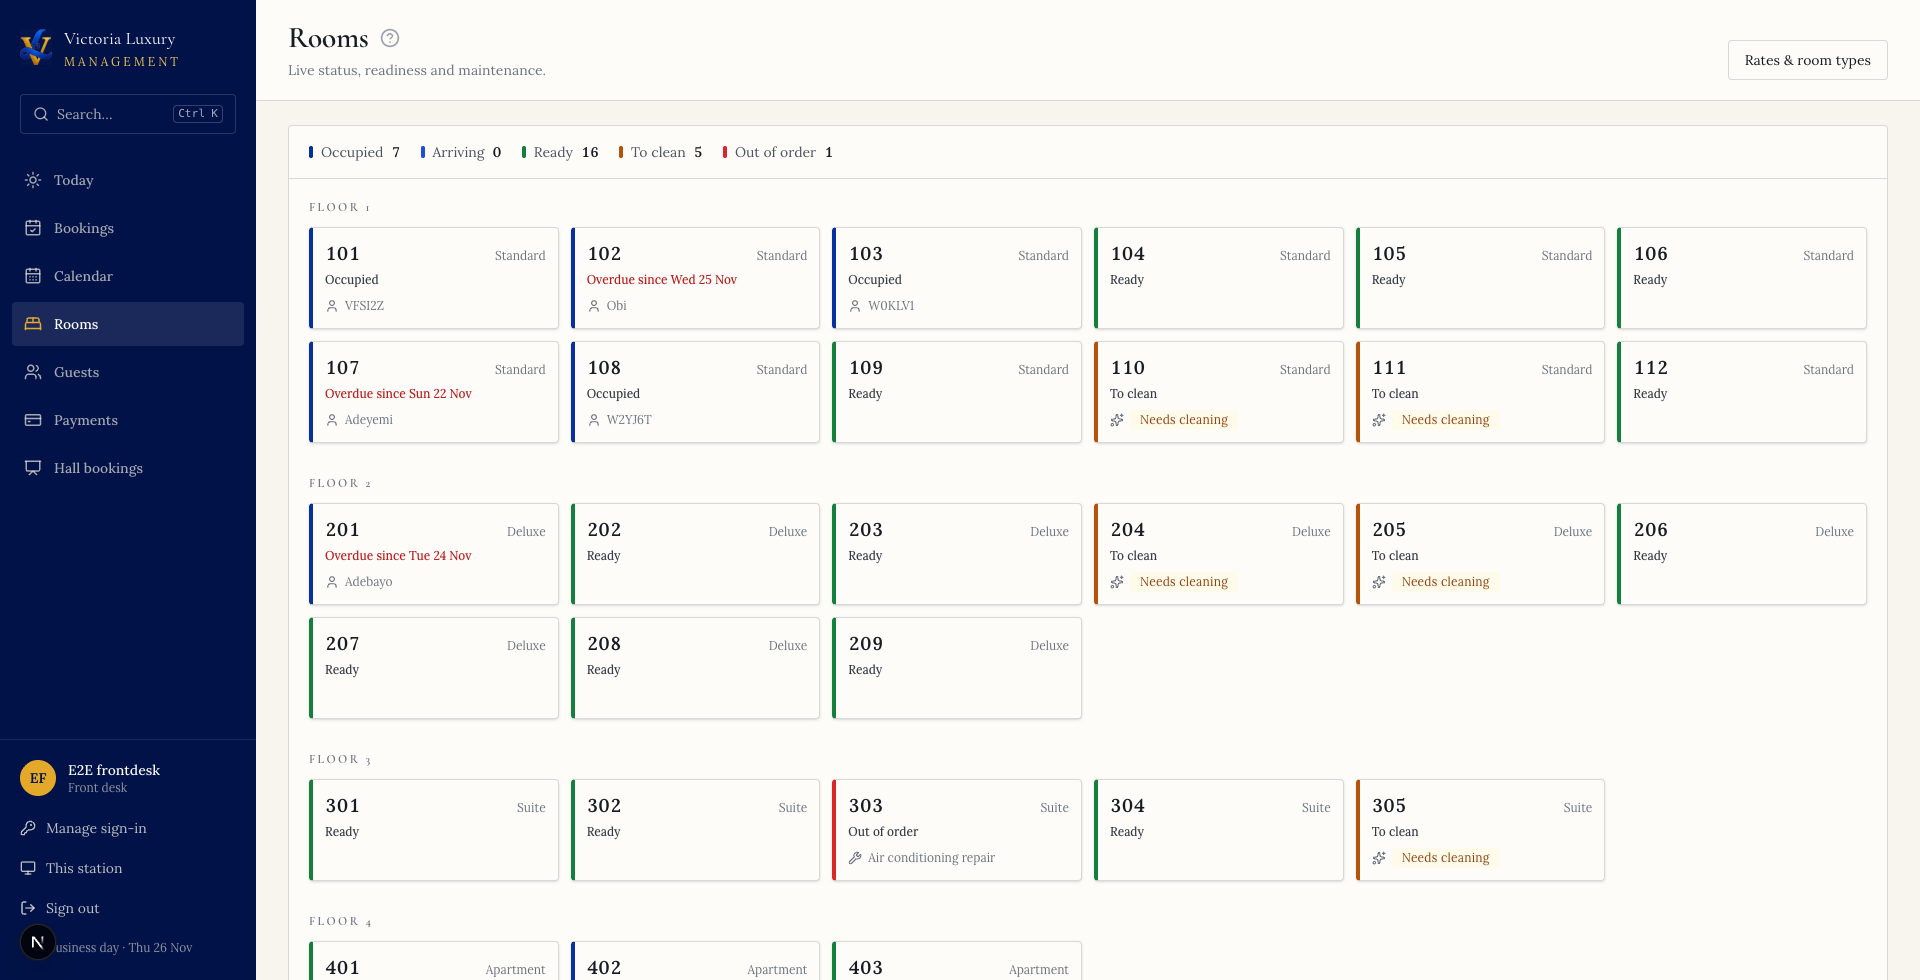 Victoria Luxury
MANAGEMENT
Search...
Ctrl K
Today
Bookings
Calendar
Rooms
Guests
Payments
Hall bookings
EF
E2E frontdesk
Front desk
Manage sign-in
This station
Sign out
N
usiness day · Thu 26 Nov
Rooms
?
Live status, readiness and maintenance.
Rates & room types
Occupied 7
Arriving 0
Ready 16
To clean 5
Out of order 1
FLOOR 1
101 Standard
Occupied
VFSI2Z
102 Standard
Overdue since Wed 25 Nov
Obi
103 Standard
Occupied
W0KLV1
104 Standard
Ready
105 Standard
Ready
106 Standard
Ready
107 Standard
Overdue since Sun 22 Nov
Adeyemi
108 Standard
Occupied
W2YJ6T
109 Standard
Ready
110 Standard
To clean
Needs cleaning
111 Standard
To clean
Needs cleaning
112 Standard
Ready
FLOOR 2
201 Deluxe
Overdue since Tue 24 Nov
Adebayo
202 Deluxe
Ready
203 Deluxe
Ready
204 Deluxe
To clean
Needs cleaning
205 Deluxe
To clean
Needs cleaning
206 Deluxe
Ready
207 Deluxe
Ready
208 Deluxe
Ready
209 Deluxe
Ready
FLOOR 3
301 Suite
Ready
302 Suite
Ready
303 Suite
Out of order
Air conditioning repair
304 Suite
Ready
305 Suite
To clean
Needs cleaning
FLOOR 4
401 Apartment
402 Apartment
403 Apartment